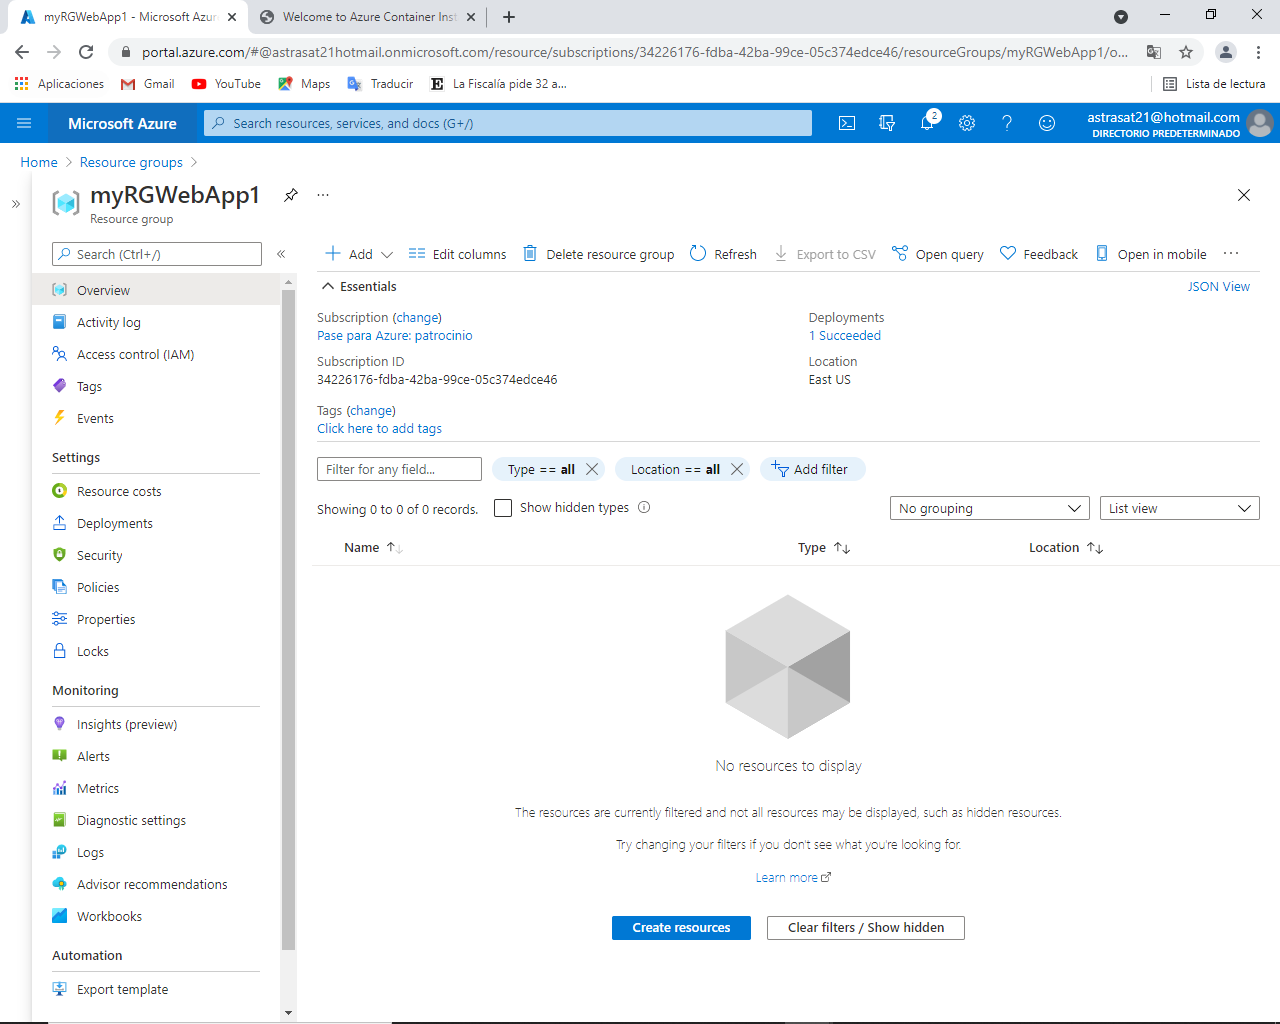 myRGWebApp1 - Microsoft Azur
Welcome to Azure Container Inst
portal.azure.com/#@astrasat21hotmail.onmicrosoft.com/resource/subscriptions/34226176-fdba-42ba-99ce-05c374edce46/resourceGroups/myRGWebApp1/o...
Aplicaciones
Gmail
YouTube
Maps
Traducir
La Fiscalía pide 32 a...
Lista de lectura
Microsoft Azure
Search resources, services, and docs (G+/)
2
astrasat21@hotmail.com
DIRECTORIO PREDETERMINADO
Home > Resource groups >
myRGWebApp1
Resource group
Search (Ctrl+/)
Overview
Activity log
Access control (IAM)
Tags
Events
Settings
Resource costs
Deployments
Security
Policies
Properties
Locks
Monitoring
Insights (preview)
Alerts
Metrics
Diagnostic settings
Logs
Advisor recommendations
Workbooks
Automation
Export template
Add
Edit columns
Delete resource group
Refresh
Export to CSV
Open query
Feedback
Open in mobile
Essentials
JSON View
Subscription (change)
Pase para Azure: patrocinio
Subscription ID
34226176-fdba-42ba-99ce-05c374edce46
Tags (change)
Click here to add tags
Deployments
1 Succeeded
Location
East US
Filter for any field...
Type == all
Location == all
Add filter
Showing 0 to 0 of 0 records.
Show hidden types
No grouping
List view
Name
Type
Location
No resources to display
The resources are currently filtered and not all resources may be displayed, such as hidden resources.
Try changing your filters if you don't see what you're looking for.
Learn more
Create resources
Clear filters / Show hidden